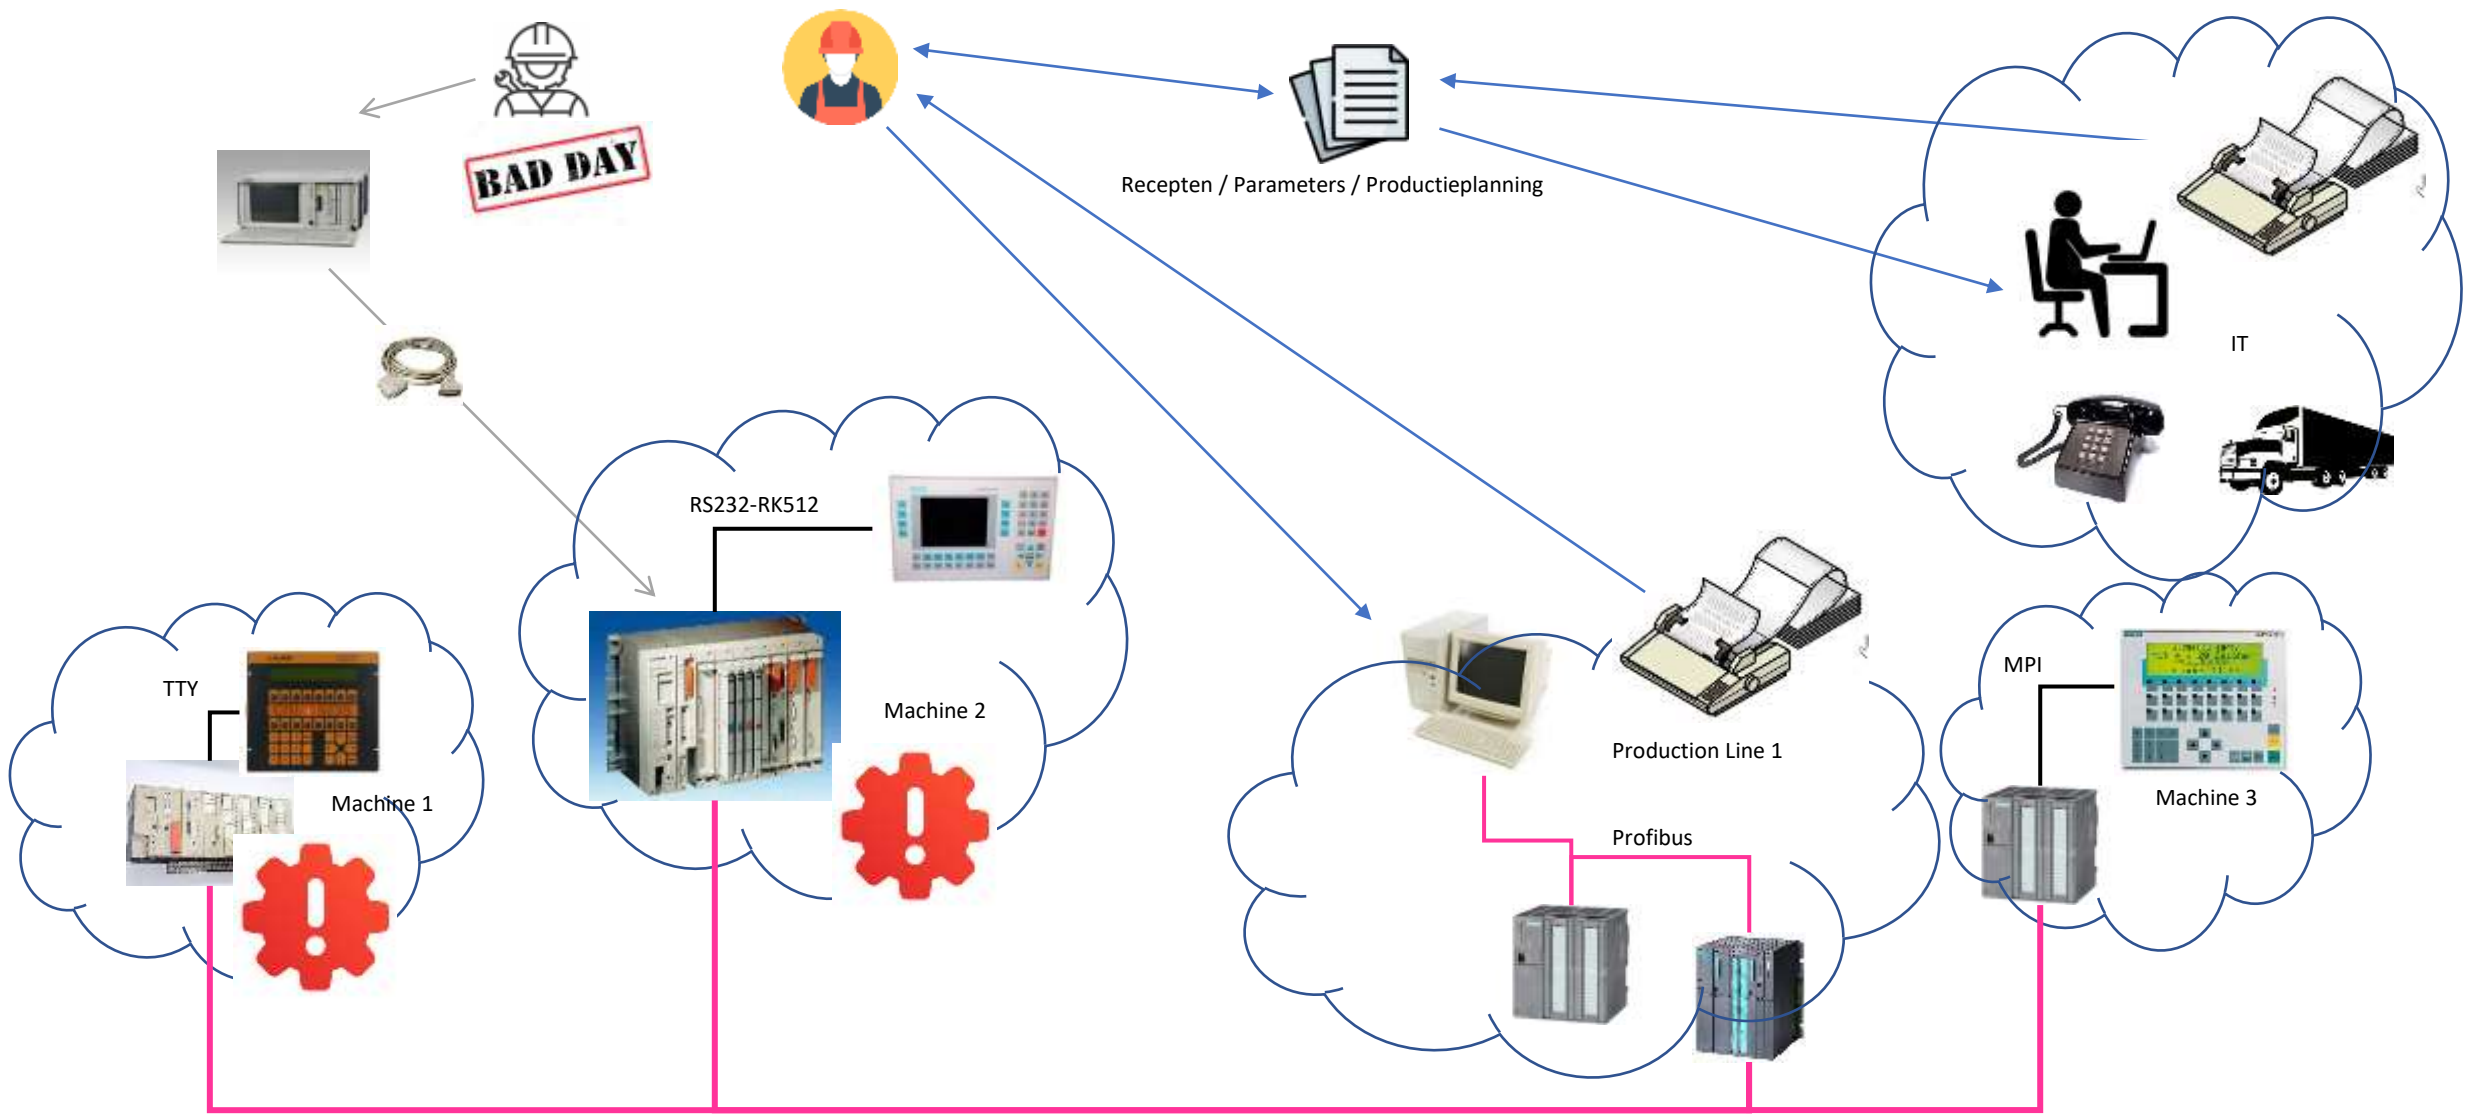 BAD DAY
Recepten / Parameters / Productieplanning
IT
RS232-RK512
TTY
MPI
Machine 2
Production Line 1
Machine 1
Machine 3
Profibus